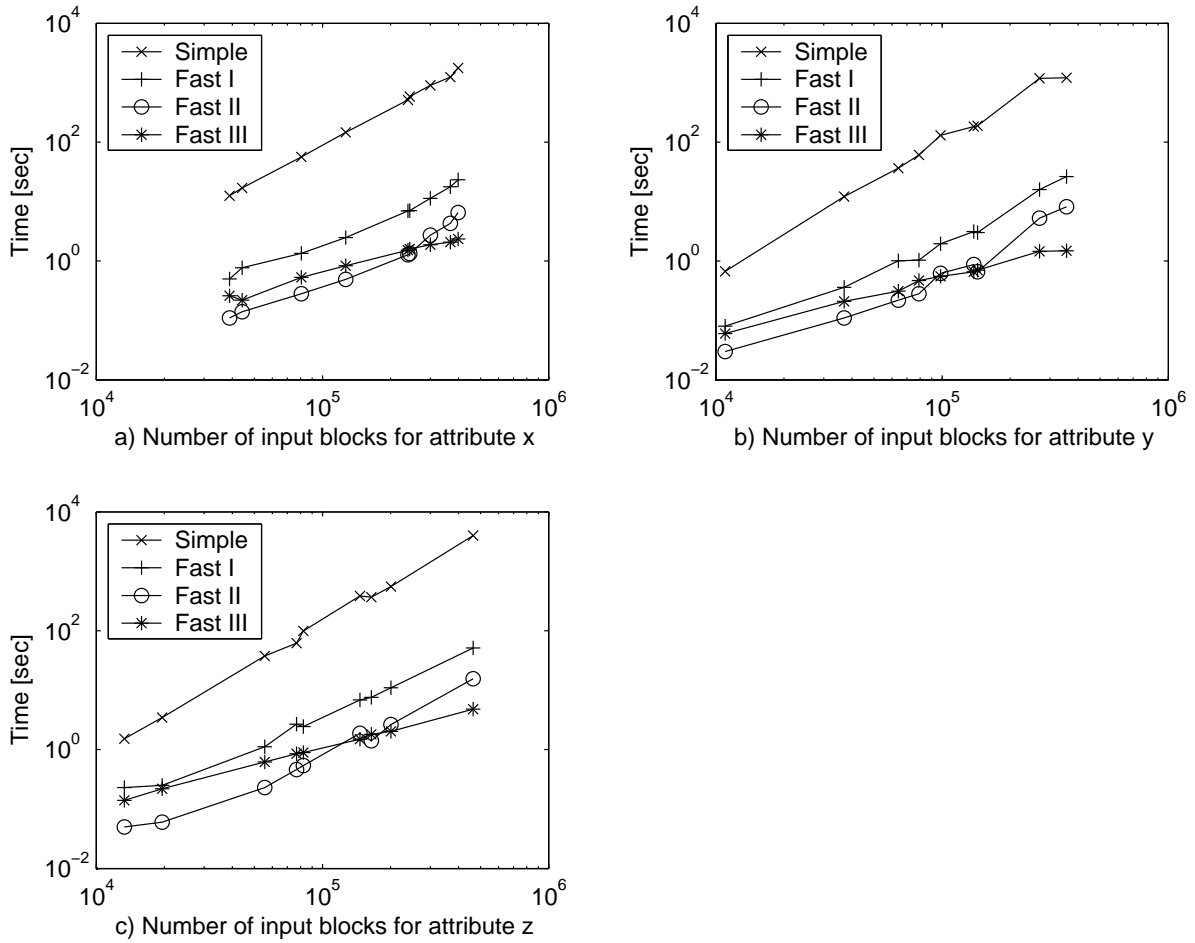 10^4
10^2
10^0
10^−2
Time [sec]
Simple
Fast I
Fast II
Fast III
10^4
10^5
10^6
a) Number of input blocks for attribute x
10^4
10^2
10^0
10^−2
Time [sec]
Simple
Fast I
Fast II
Fast III
10^4
10^5
10^6
b) Number of input blocks for attribute y
10^4
10^2
10^0
10^−2
Time [sec]
Simple
Fast I
Fast II
Fast III
10^4
10^5
10^6
c) Number of input blocks for attribute z